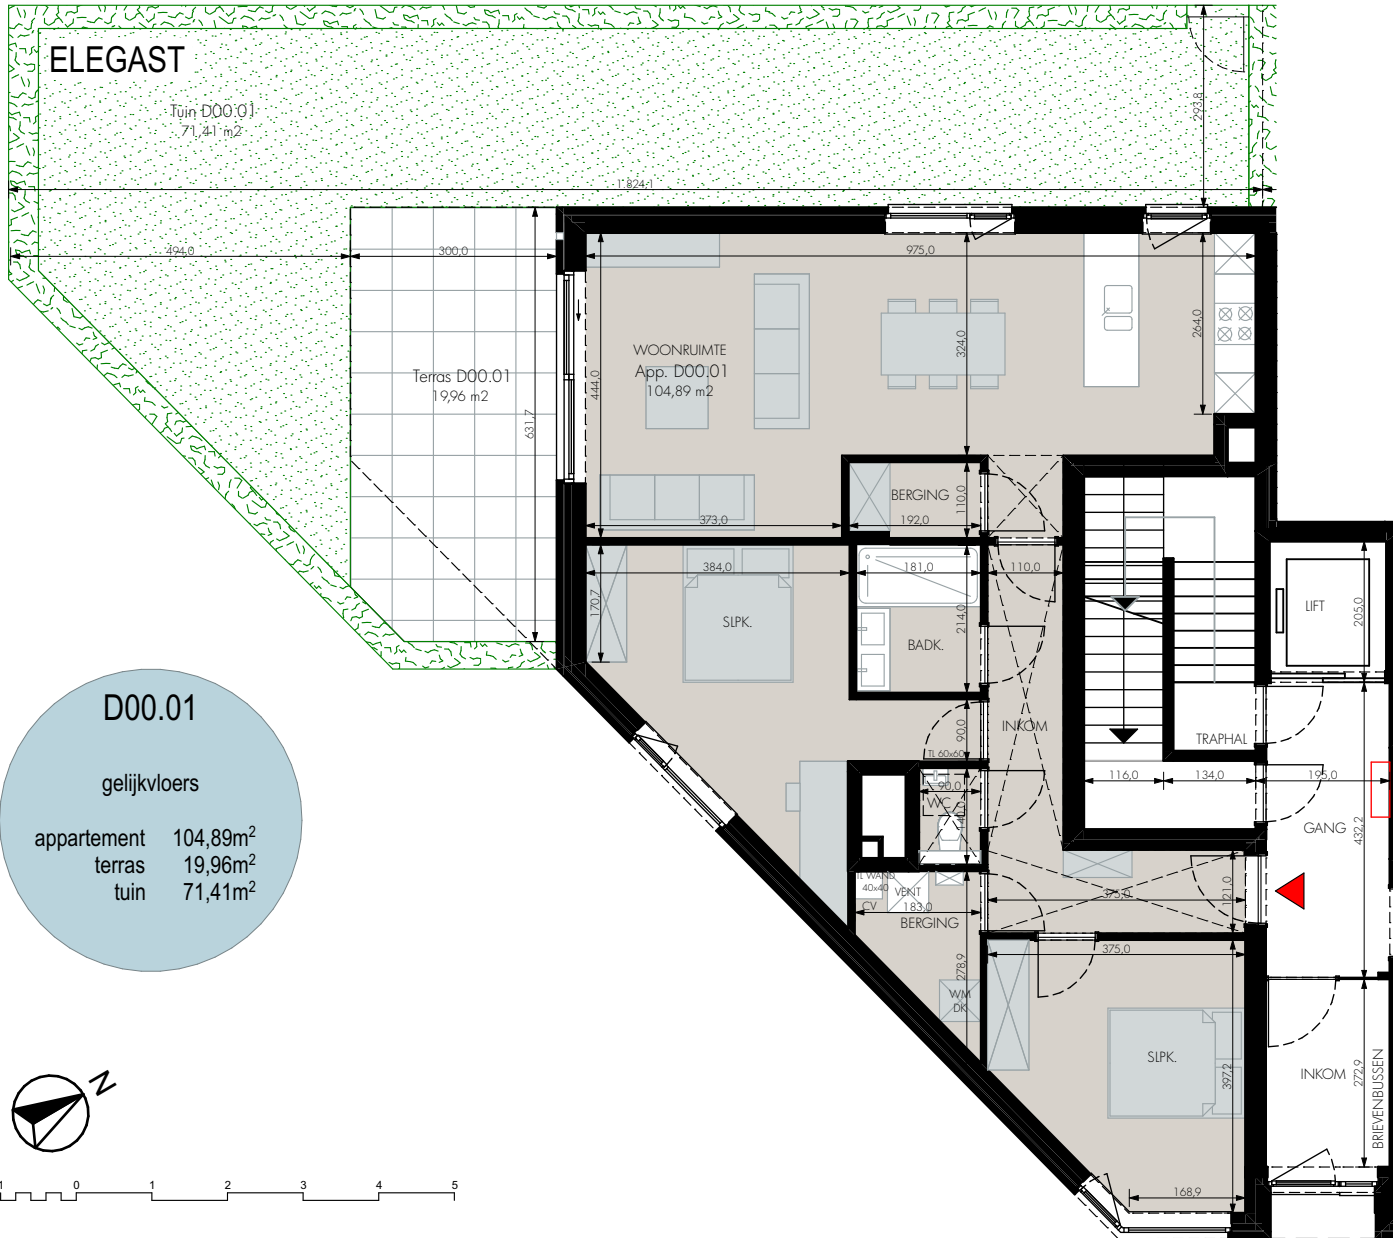 ELEGAST
Tuin D00.01
71,41 m2
293,8
1.824,1
494,0
300,0
975,0
444,0
324,0
264,0
WOONRUIMTE
App. D00.01
104,89 m2
Terras D00.01
19,96 m2
631,7
BERGING
110,0
373,0
192,0
384,0
181,0
110,0
170,7
SLPK.
214,0
BADK.
LIFT
205,0
D00.01
gelijkvloers
appartement 104,89m²
terras 19,96m²
tuin 71,41m²
INKOM
90,0
TL 60x60
TRAPHAL
116,0
134,0
195,0
90,0
WC
140,0
GANG
432,2
TL WAND
40x40
CV
VENT
183,0
BERGING
375,0
121,0
278,9
375,0
WM
DK
SLPK.
397,2
INKOM
272,9
BRIEVENBUSSEN
168,9
N
1 0 1 2 3 4 5